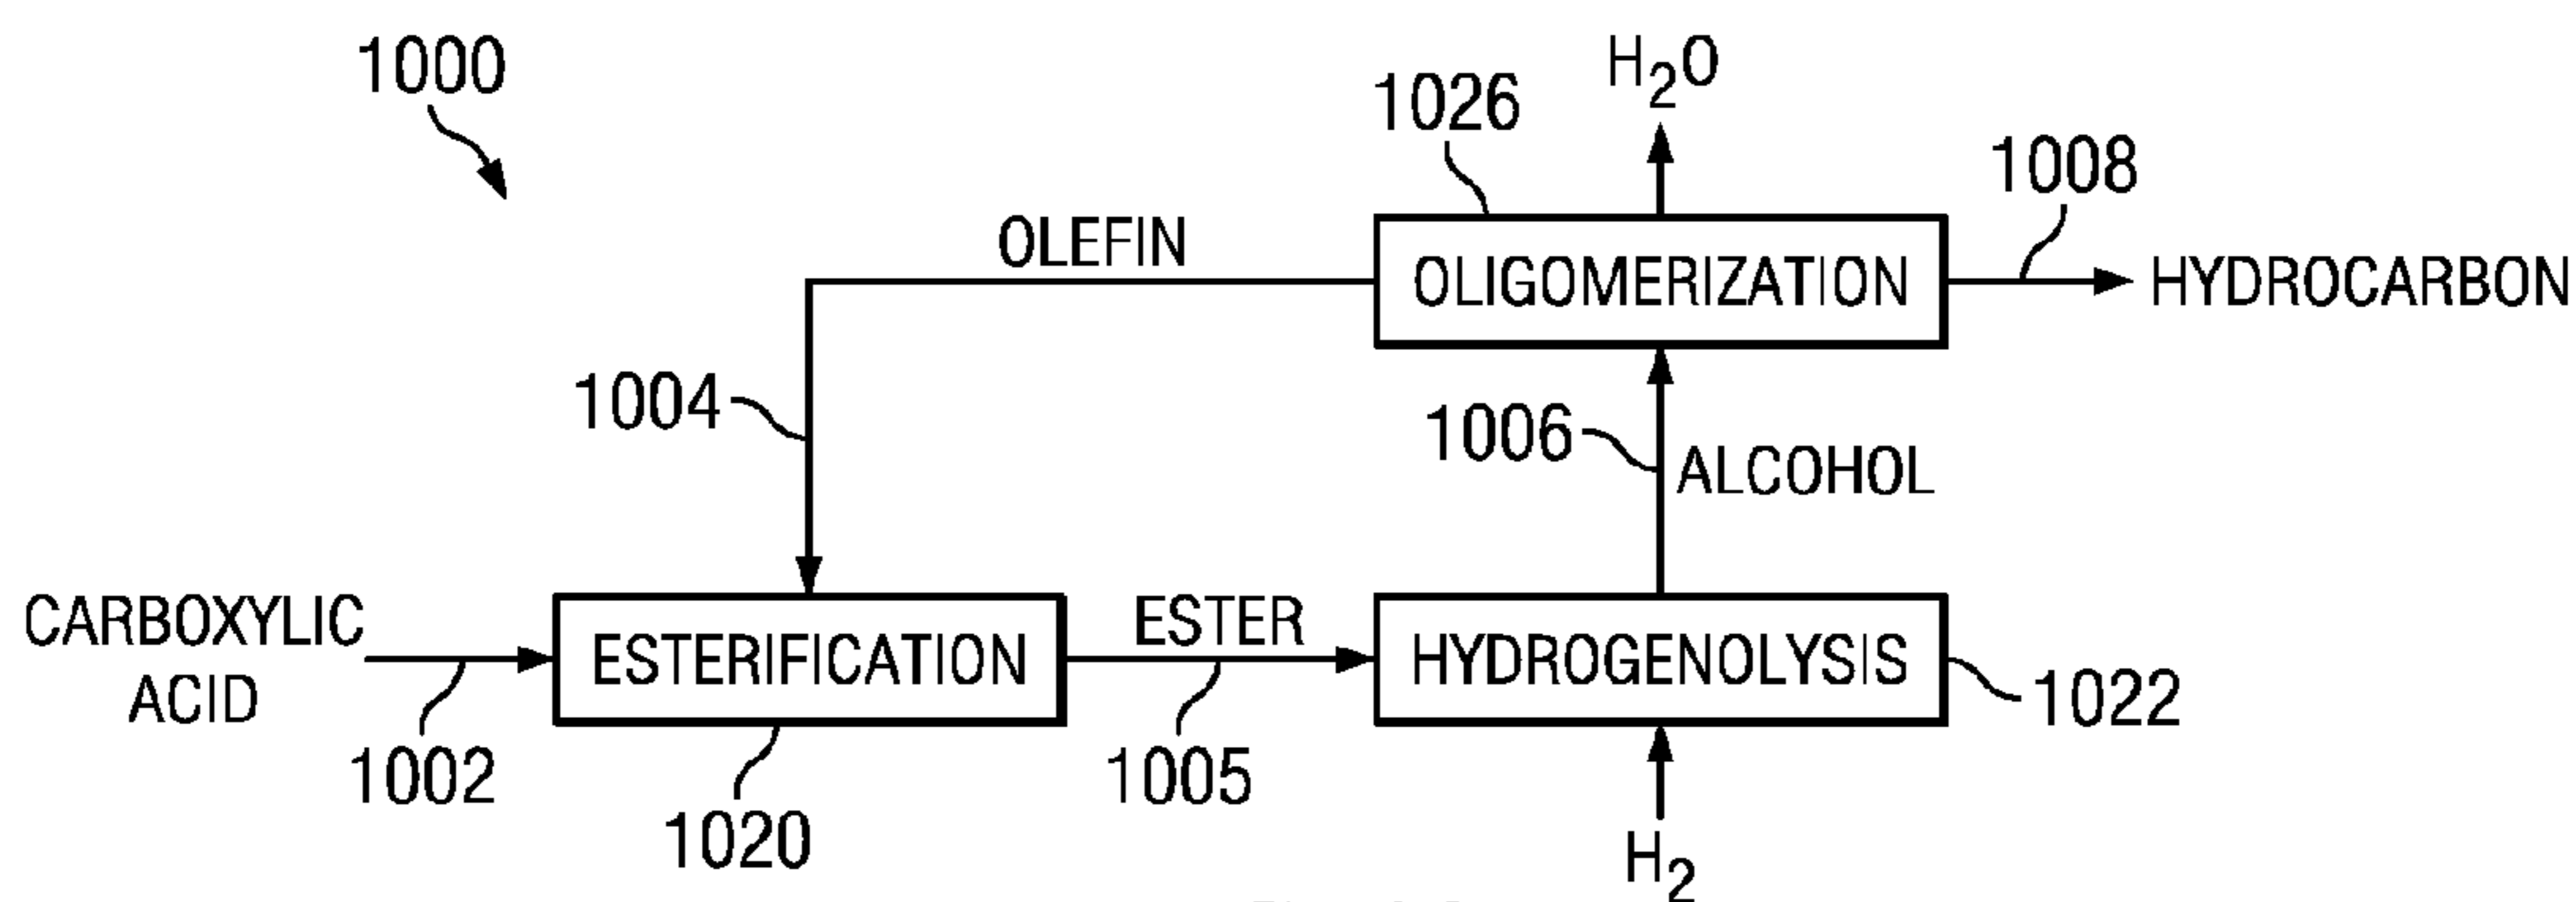 1000
H2O
1026
1008
OLEFIN
OLIGOMERIZATION
HYDROCARBON
1004
1006
ALCOHOL
CARBOXYLIC
ACID
ESTERIFICATION
ESTER
HYDROGENOLYSIS
1022
1002
1005
1020
H2